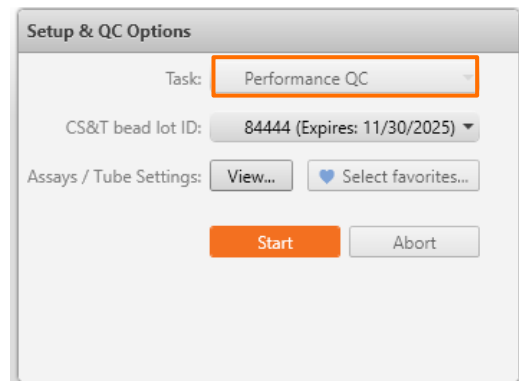 Setup & QC Options
Task: Performance QC
CS&T bead lot ID: 84444 (Expires: 11/30/2025)
Assays / Tube Settings: View... Select favorites...
Start Abort